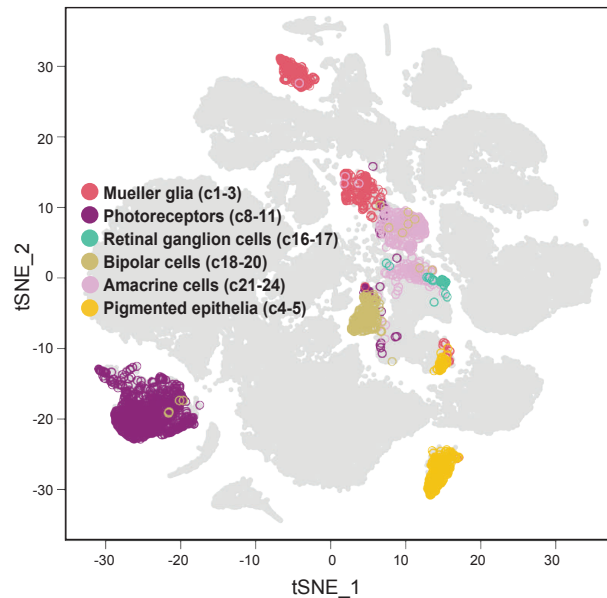 30
20
10
0
-10
-20
-30
tSNE_2
Mueller glia (c1-3)
Photoreceptors (c8-11)
Retinal ganglion cells (c16-17)
Bipolar cells (c18-20)
Amacrine cells (c21-24)
Pigmented epithelia (c4-5)
-30 -20 -10 0 10 20 30
tSNE_1